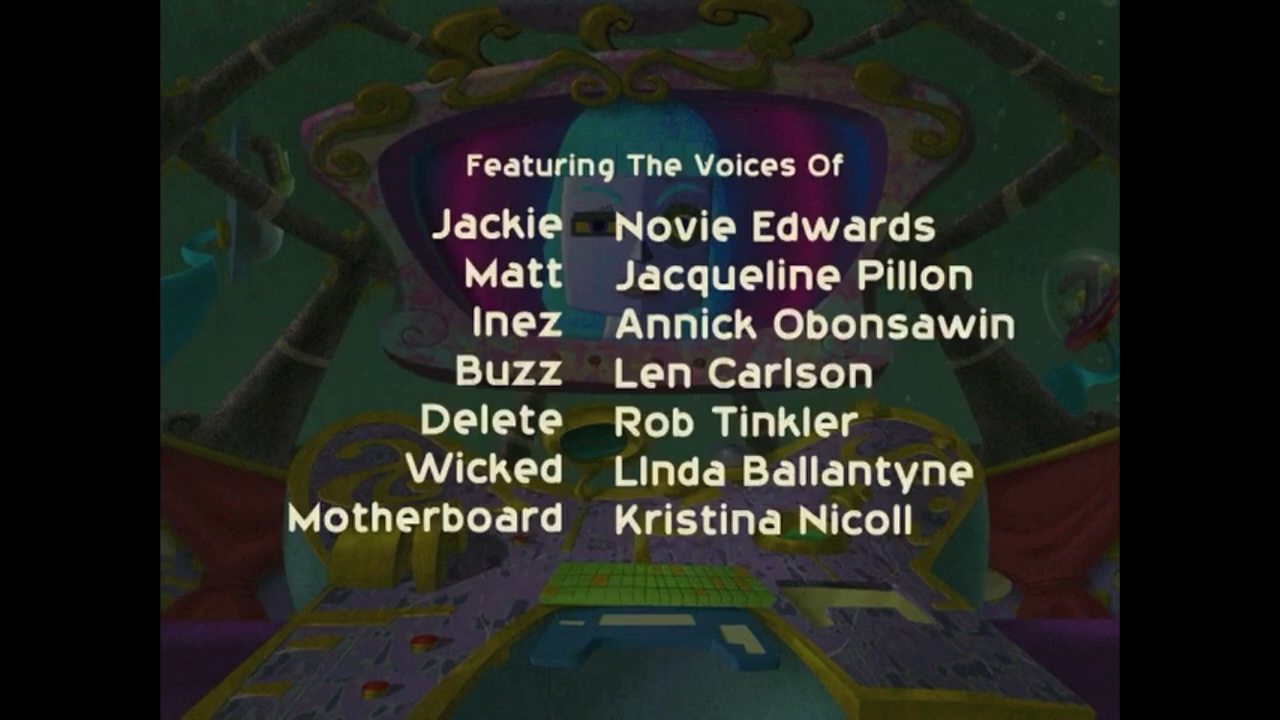 Featuring The Voices Of
Jackie Novie Edwards
Matt Jacqueline Pillon
Inez Annick Obonsawin
Buzz Len Carlson
Delete Rob Tinkler
Wicked LInda Ballantyne
Motherboard Kristina Nicoll